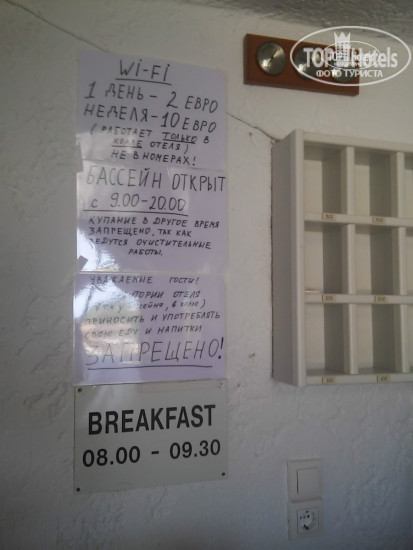 WI-FI
1 ДЕНЬ - 2 ЕВРО
НЕДЕЛЯ - 10 ЕВРО
(РАБОТАЕТ ТОЛЬКО В
ОТЕЛЯ)
НЕ В НОМЕРАХ!
БАССЕЙН ОТКРЫТ
с 9.00-20.00
КУПАНИЕ В ДРУГОЕ ВРЕМЯ
ЗАПРЕЩЕНО, ТАК КАК
ВЕДУТСЯ ОЧИСТИТЕЛЬНЫЕ
РАБОТЫ.
УВАЖАЕМЫЕ ГОСТИ!
ОТЕЛЯ
ПРИНОСИТЬ И УПОТРЕБЛЯТЬ
СВОЮ ЕДУ И НАПИТКИ
ЗАПРЕЩЕНО!
BREAKFAST
08.00 - 09.30
TOPHotels
ФОТО ТУРИСТА